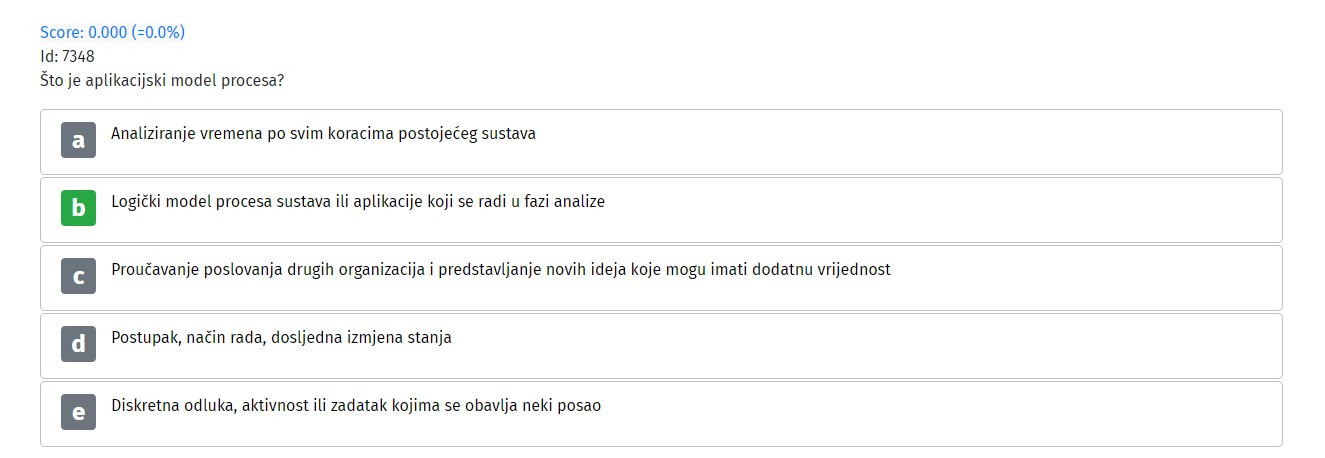 Score: 0.000 (=0.0%)
Id: 7348
Što je aplikacijski model procesa?
a Analiziranje vremena po svim koracima postojećeg sustava
b Logički model procesa sustava ili aplikacije koji se radi u fazi analize
c Proučavanje poslovanja drugih organizacija i predstavljanje novih ideja koje mogu imati dodatnu vrijednost
d Postupak, način rada, dosljedna izmjena stanja
e Diskretna odluka, aktivnost ili zadatak kojima se obavlja neki posao